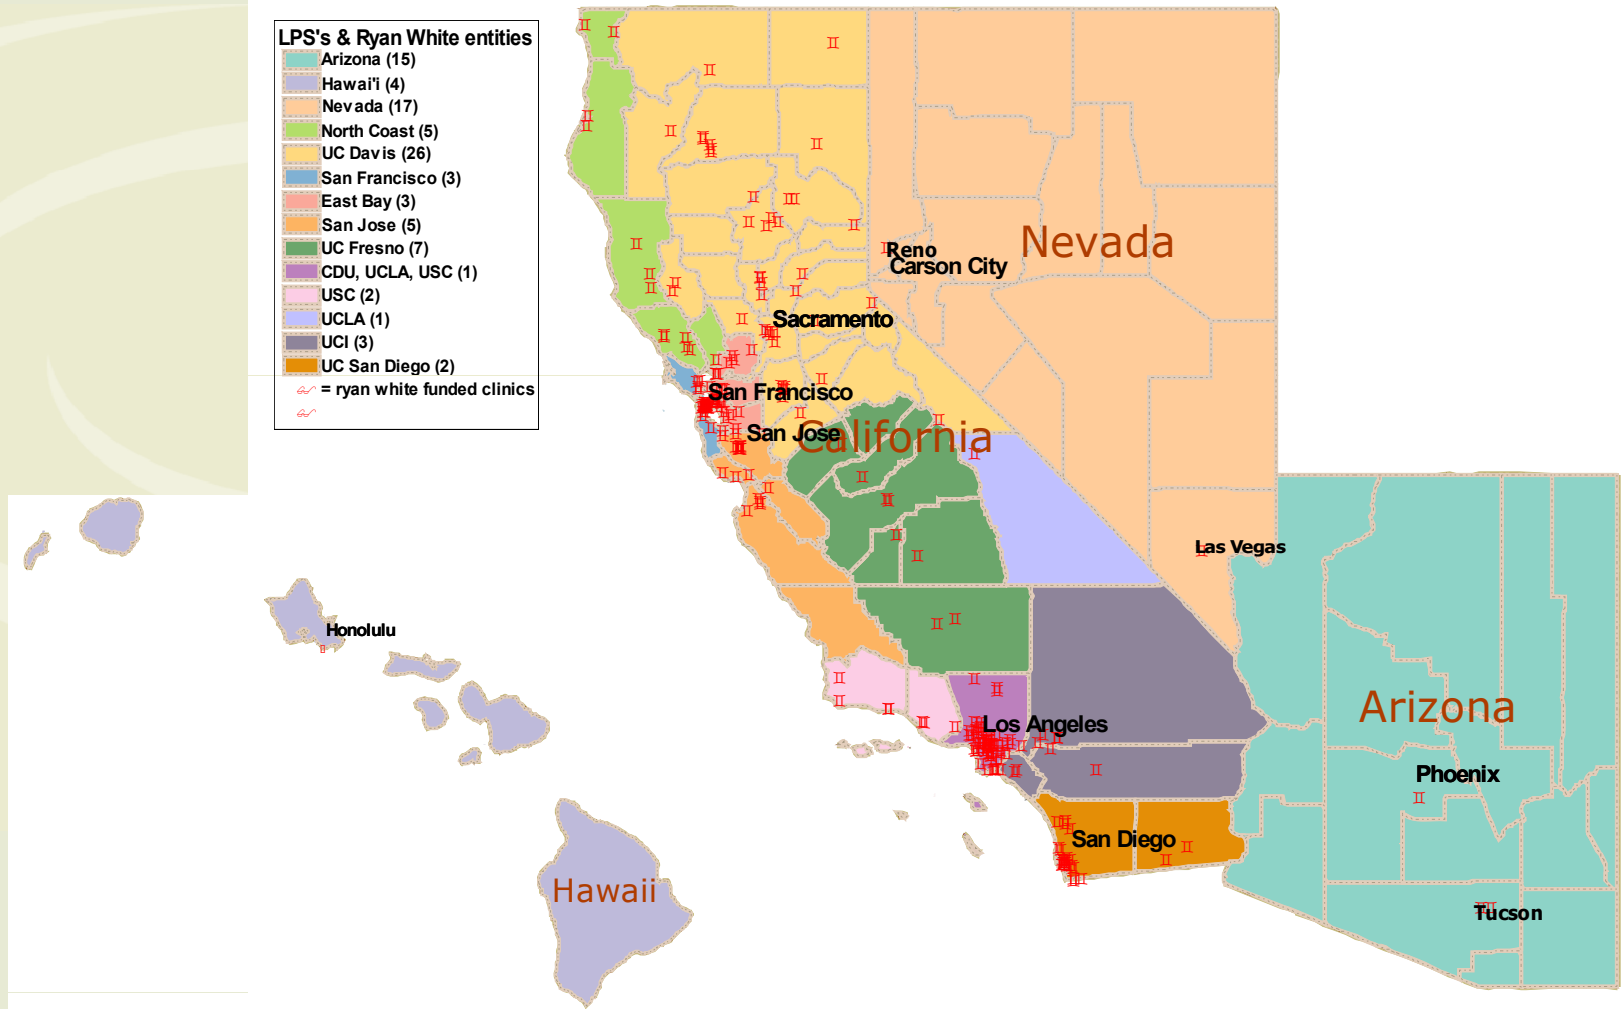 LPS's & Ryan White entities
Arizona (15)
Hawai'i (4)
Nevada (17)
North Coast (5)
UC Davis (26)
San Francisco (3)
East Bay (3)
San Jose (5)
UC Fresno (7)
CDU, UCLA, USC (1)
USC (2)
UCLA (1)
UCI (3)
UC San Diego (2)
= ryan white funded clinics
Nevada
Reno
Carson City
Sacramento
San Francisco
San Jose
California
Las Vegas
Honolulu
Los Angeles
Arizona
Phoenix
San Diego
Hawaii
Tucson